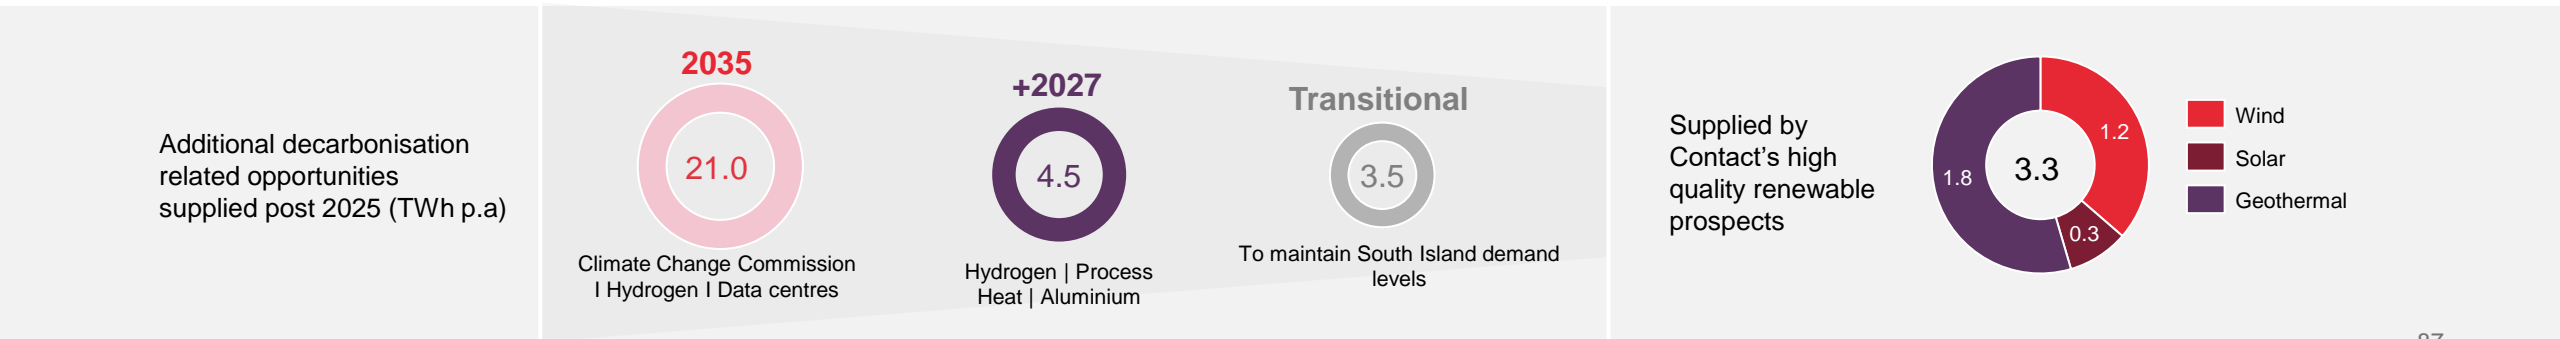 Additional decarbonisation
related opportunities
supplied post 2025 (TWh p.a)
2035
21.0
Climate Change Commission
I Hydrogen I Data centres
+2027
4.5
Hydrogen | Process
Heat | Aluminium
Transitional
3.5
To maintain South Island demand
levels
Supplied by
Contact's high
quality renewable
prospects
1.2
1.8
3.3
0.3
Wind
Solar
Geothermal